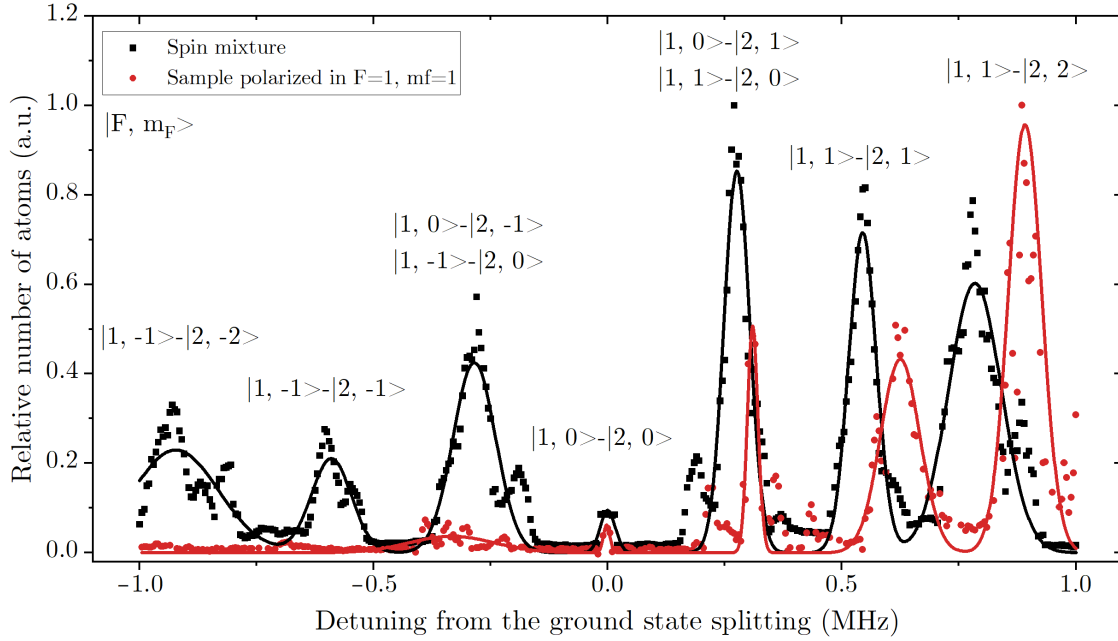 1.2
1.0
0.8
0.6
0.4
0.2
0.0
Relative number of atoms (a.u.)
Spin mixture
Sample polarized in F=1, mf=1
|F, m_F>
|1, -1>-|2, -2>
|1, -1>-|2, -1>
|1, 0>-|2, -1>
|1, -1>-|2, 0>
|1, 0>-|2, 0>
|1, 0>-|2, 1>
|1, 1>-|2, 0>
|1, 1>-|2, 1>
|1, 1>-|2, 2>
−1.0 −0.5 0.0 0.5 1.0
Detuning from the ground state splitting (MHz)